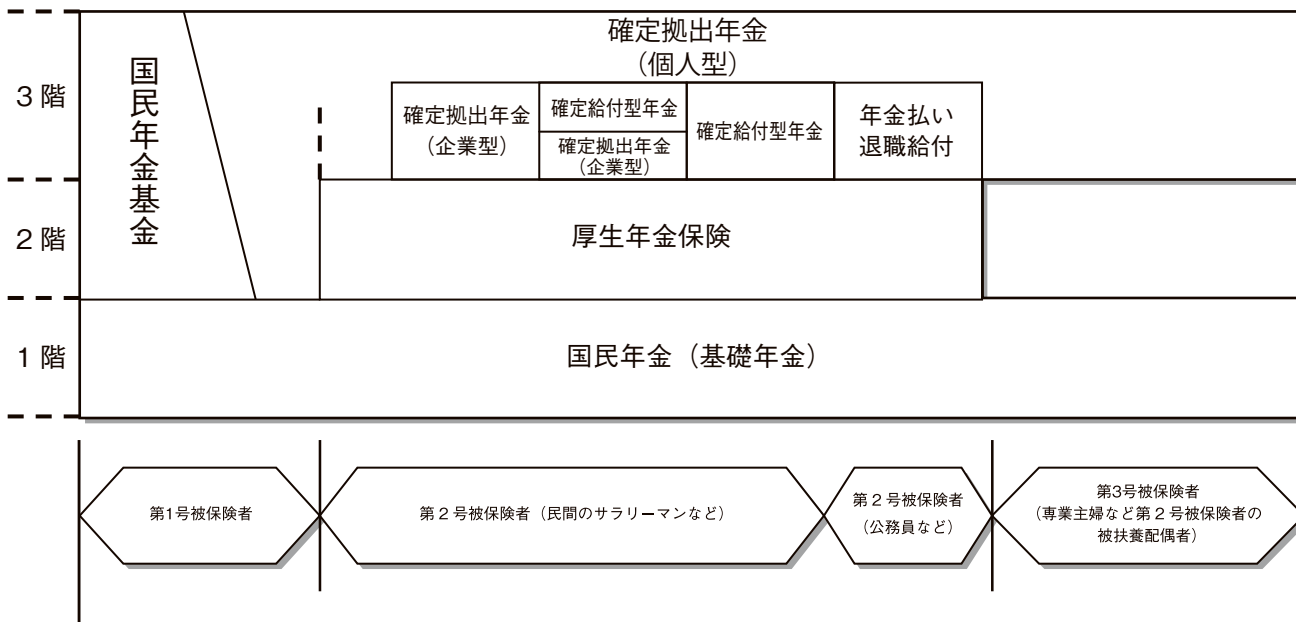 3階
2階
1階
国民年金基金
確定拠出年金
（個人型）
確定拠出年金
（企業型）
確定給付型年金
確定拠出年金
（企業型）
確定給付型年金
年金払い
退職給付
厚生年金保険
国民年金（基礎年金）
第1号被保険者
第２号被保険者（民間のサラリーマンなど）
第２号被保険者
（公務員など）
第3号被保険者
（専業主婦など第２号被保険者の
被扶養配偶者）